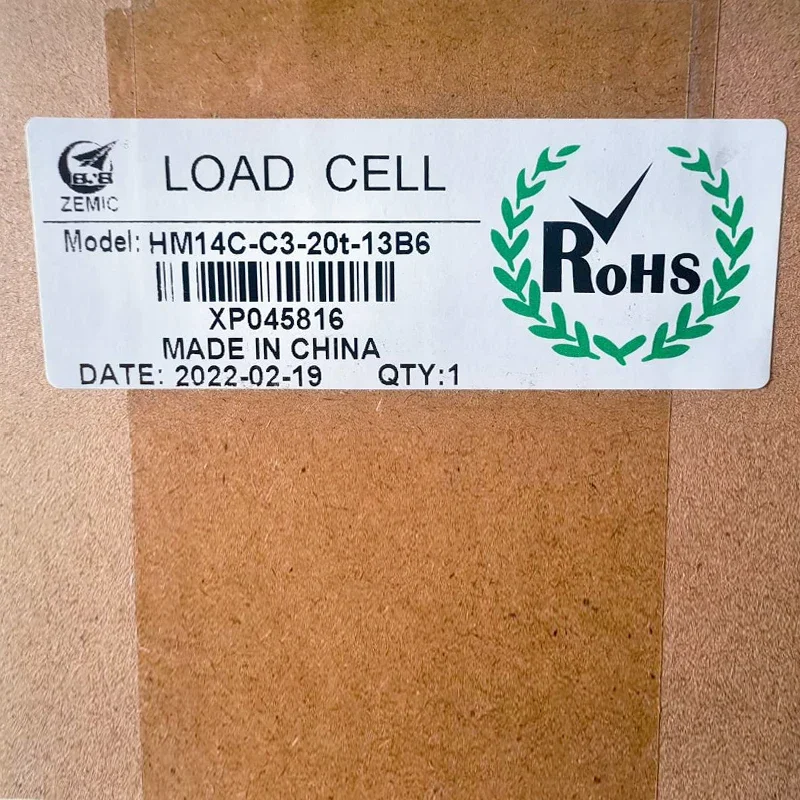 LOAD CELL
ZEMIC
Model: HM14C-C3-20t-13B6
XP045816
MADE IN CHINA
DATE: 2022-02-19 QTY:1
RoHS